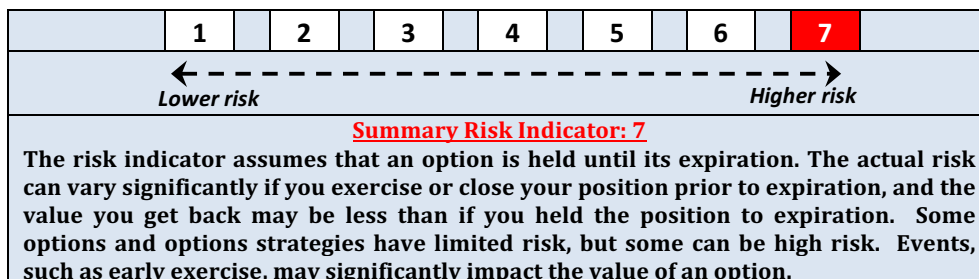 1 2 3 4 5 6 7
Lower risk Higher risk
Summary Risk Indicator: 7
The risk indicator assumes that an option is held until its expiration. The actual risk
can vary significantly if you exercise or close your position prior to expiration, and the
value you get back may be less than if you held the position to expiration. Some
options and options strategies have limited risk, but some can be high risk. Events,
such as early exercise, may significantly impact the value of an option.